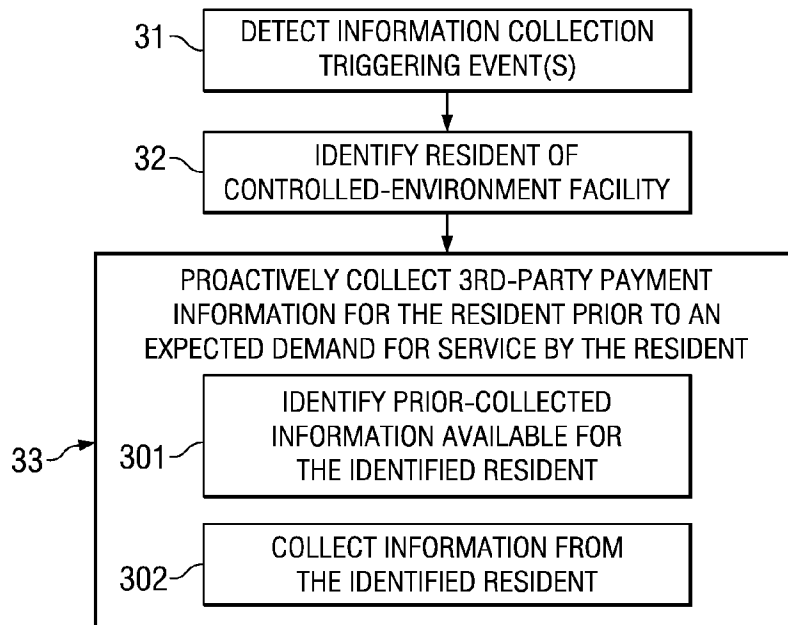 31
DETECT INFORMATION COLLECTION
TRIGGERING EVENT(S)
32
IDENTIFY RESIDENT OF
CONTROLLED-ENVIRONMENT FACILITY
33
PROACTIVELY COLLECT 3RD-PARTY PAYMENT
INFORMATION FOR THE RESIDENT PRIOR TO AN
EXPECTED DEMAND FOR SERVICE BY THE RESIDENT
301
IDENTIFY PRIOR-COLLECTED
INFORMATION AVAILABLE FOR
THE IDENTIFIED RESIDENT
302
COLLECT INFORMATION FROM
THE IDENTIFIED RESIDENT